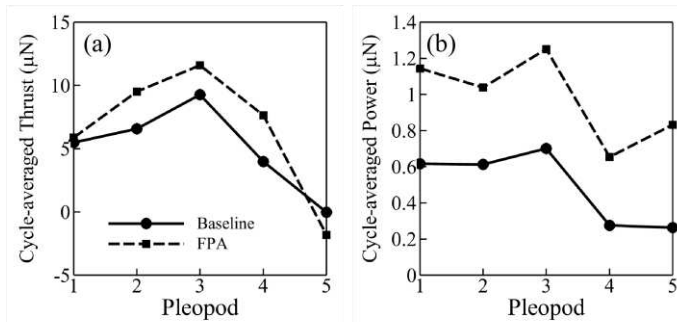 (a)
Cycle-averaged Thrust (μN)
15
10
5
0
-5
Baseline
FPA
1 2 3 4 5
Pleopod
(b)
Cycle-averaged Power (μN)
1.4
1.2
1
0.8
0.6
0.4
0.2
0
1 2 3 4 5
Pleopod